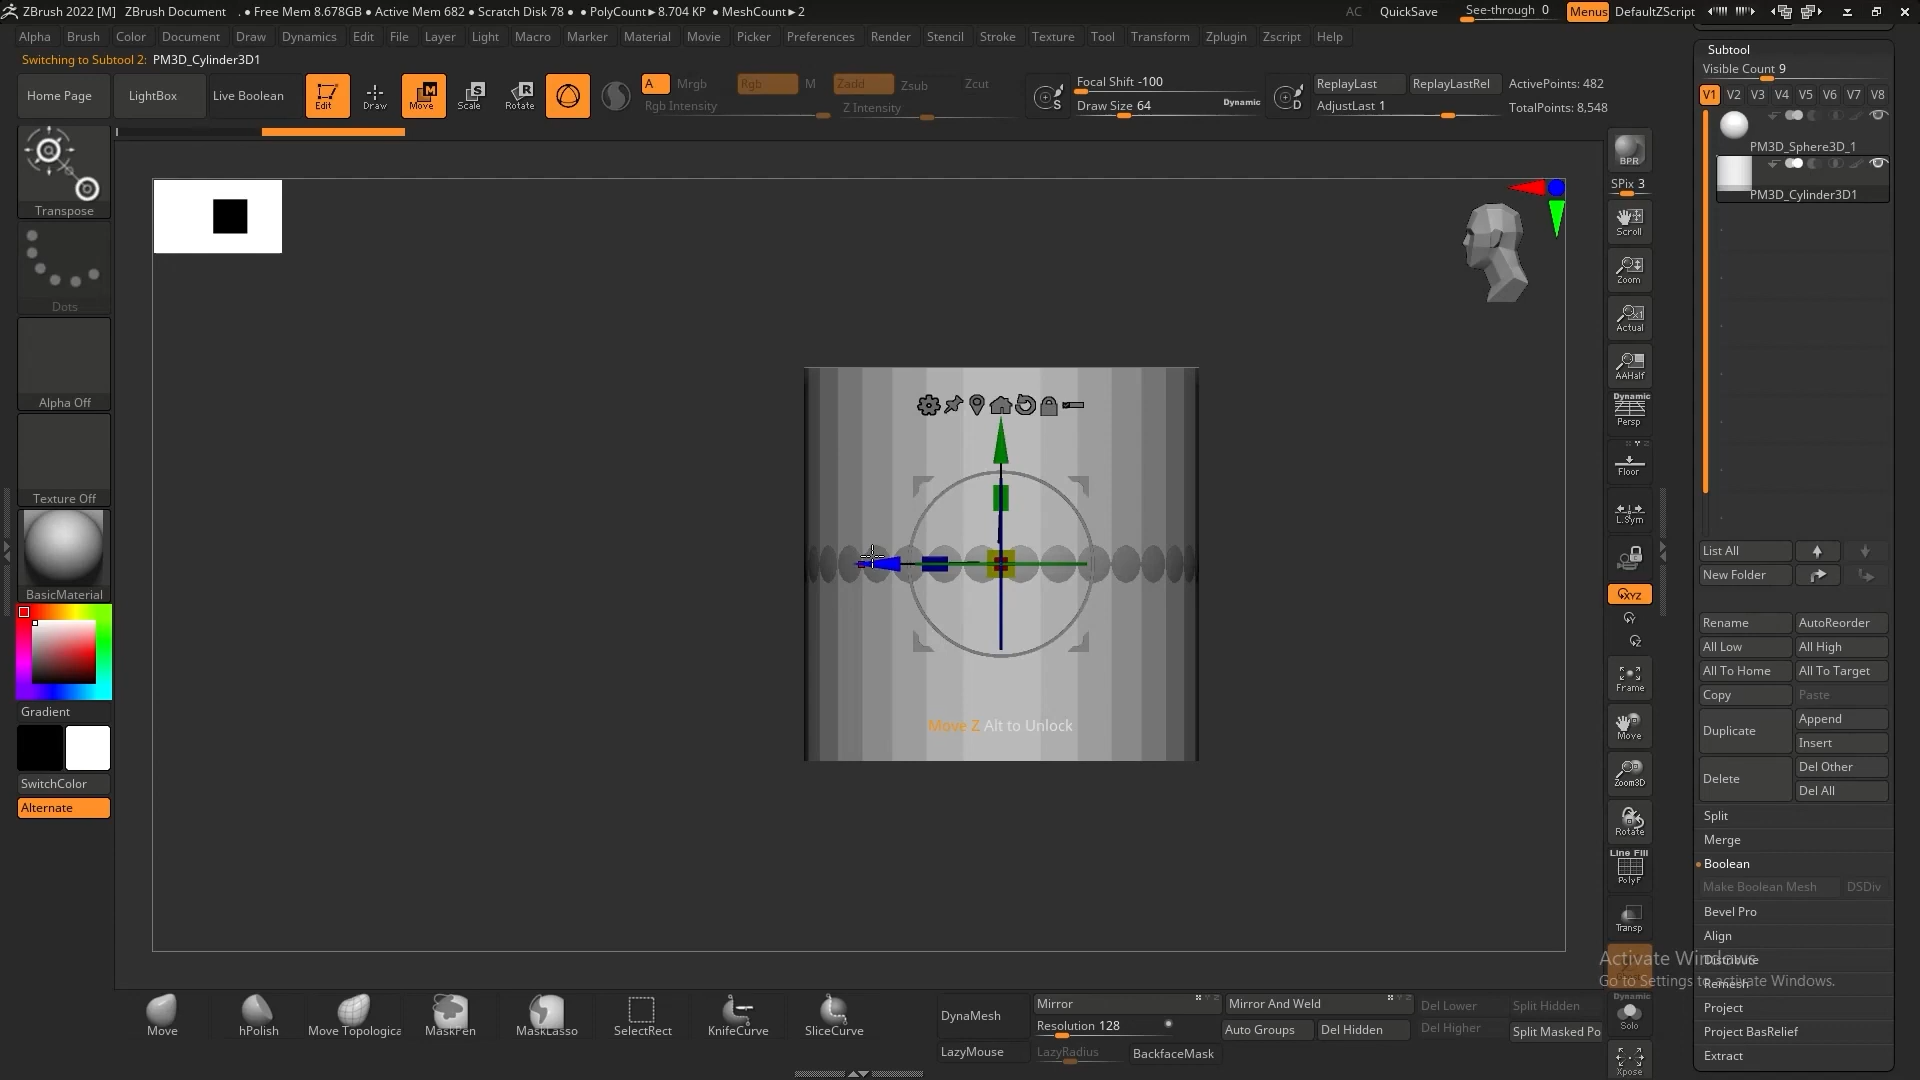 ZBrush 2022 [M] ZBrush Document . • Free Mem 8.678GB • Active Mem 682 • Scratch Disk 78 • • PolyCount► 8.704 KP • MeshCount► 2 AC QuickSave See-through 0 Menus DefaultZScript
Alpha Brush Color Document Draw Dynamics Edit File Layer Light Macro Marker Material Movie Picker Preferences Render Stencil Stroke Texture Tool Transform Zplugin Zscript Help
Switching to Subtool 2: PM3D_Cylinder3D1
Home Page LightBox Live Boolean Edit Draw Move Scale Rotate
A Mrgb Rgb M Zadd Zsub Zcut
Rgb Intensity Z Intensity
S Focal Shift -100
Draw Size 64 Dynamic
D ReplayLast ReplayLastRel ActivePoints: 482
AdjustLast 1 TotalPoints: 8,548
Transpose
Dots
Alpha Off
Texture Off
BasicMaterial
Gradient
SwitchColor
Alternate
Move Z Alt to Unlock
BPR
SPix 3
Scroll
Zoom
Actual
AAHalf
Dynamic
Persp
Floor
L.Sym
XYZ
Frame
Move
Zoom3D
Rotate
Line Fill
PolyF
Transp
Dynamic
Solo
Xpose
Subtool
Visible Count 9
V1 V2 V3 V4 V5 V6 V7 V8
PM3D_Sphere3D_1
PM3D_Cylinder3D1
List All
New Folder
Rename AutoReorder
All Low All High
All To Home All To Target
Copy Paste
Duplicate Append
Insert
Delete Del Other
Del All
Split
Merge
Boolean
Make Boolean Mesh DSDiv
Bevel Pro
Align
Distribute
Remesh
Project
Project BasRelief
Extract
Activate Windows
Go to Settings to activate Windows.
Move hPolish Move Topologica MaskPen MaskLasso SelectRect KnifeCurve SliceCurve
DynaMesh Mirror Mirror And Weld Del Lower Split Hidden
Resolution 128 Auto Groups Del Hidden Del Higher Split Masked Po
LazyMouse LazyRadius BackfaceMask